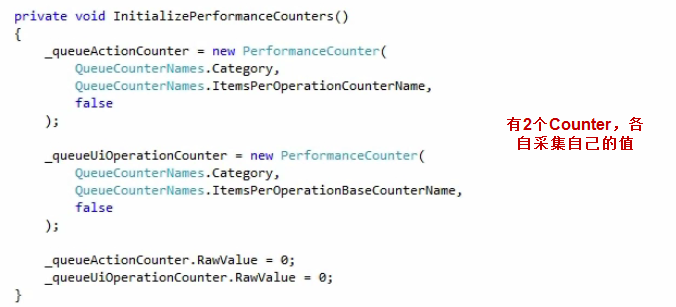 private void InitializePerformanceCounters()
{
    _queueActionCounter = new PerformanceCounter(
        QueueCounterNames.Category,
        QueueCounterNames.ItemsPerOperationCounterName,
        false
    );

    _queueUiOperationCounter = new PerformanceCounter(
        QueueCounterNames.Category,
        QueueCounterNames.ItemsPerOperationBaseCounterName,
        false
    );

    _queueActionCounter.RawValue = 0;
    _queueUiOperationCounter.RawValue = 0;
}
有2个Counter，各
自采集自己的值